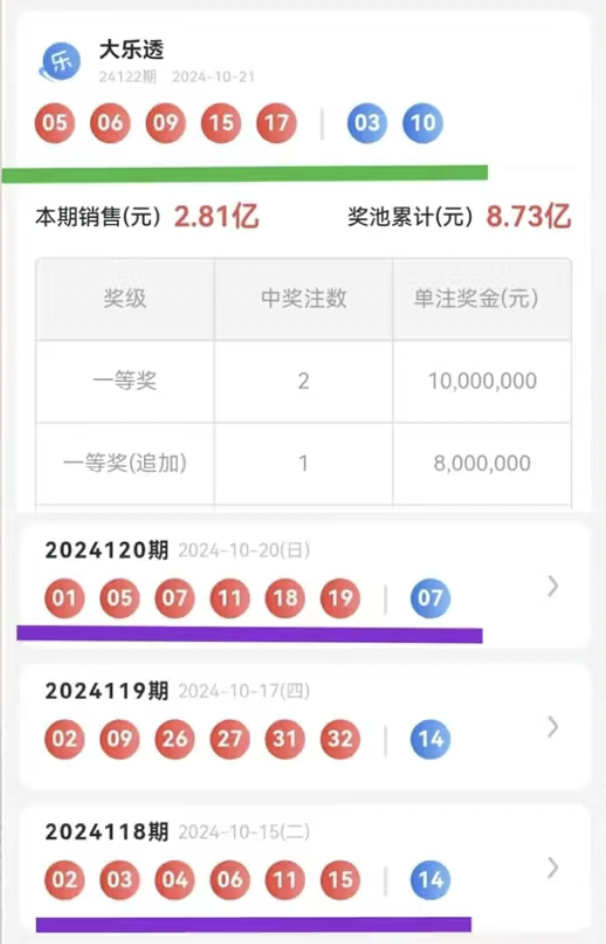 乐
大乐透
24122期 2024-10-21
05 06 09 15 17 | 03 10
本期销售(元) 2.81亿 奖池累计(元) 8.73亿
奖级 中奖注数 单注奖金(元)
一等奖 2 10,000,000
一等奖(追加) 1 8,000,000
2024120期 2024-10-20(日)
01 05 07 11 18 19 | 07
2024119期 2024-10-17(四)
02 09 26 27 31 32 | 14
2024118期 2024-10-15(二)
02 03 04 06 11 15 | 14